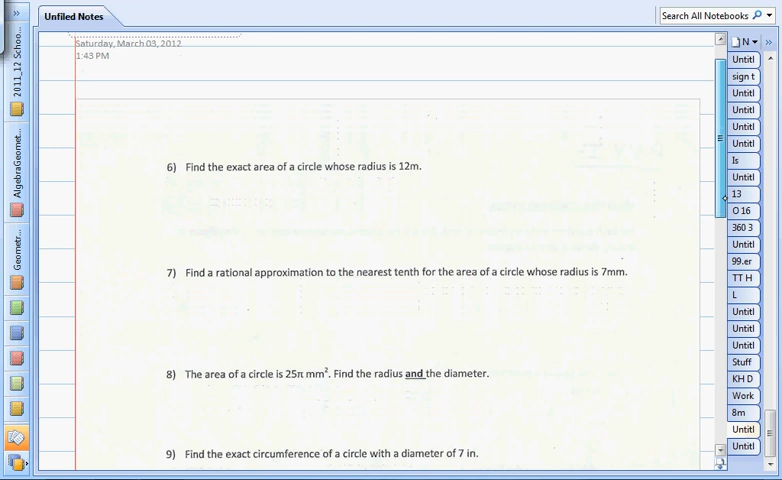 Unfiled Notes
Search All Notebooks
Saturday, March 03, 2012
1:43 PM
6) Find the exact area of a circle whose radius is 12m.
7) Find a rational approximation to the nearest tenth for the area of a circle whose radius is 7mm.
8) The area of a circle is 25π mm². Find the radius and the diameter.
9) Find the exact circumference of a circle with a diameter of 7 in.
2011_12 Schoo...
AlgebraGeomet...
Geometr...
N
Untitl
sign t
Untitl
Untitl
Untitl
Untitl
Is
Untitl
13
O 16
360 3
Untitl
99.er
TT H
L
Untitl
Untitl
Untitl
Stuff
KH D
Work
8m
Untitl
Untitl